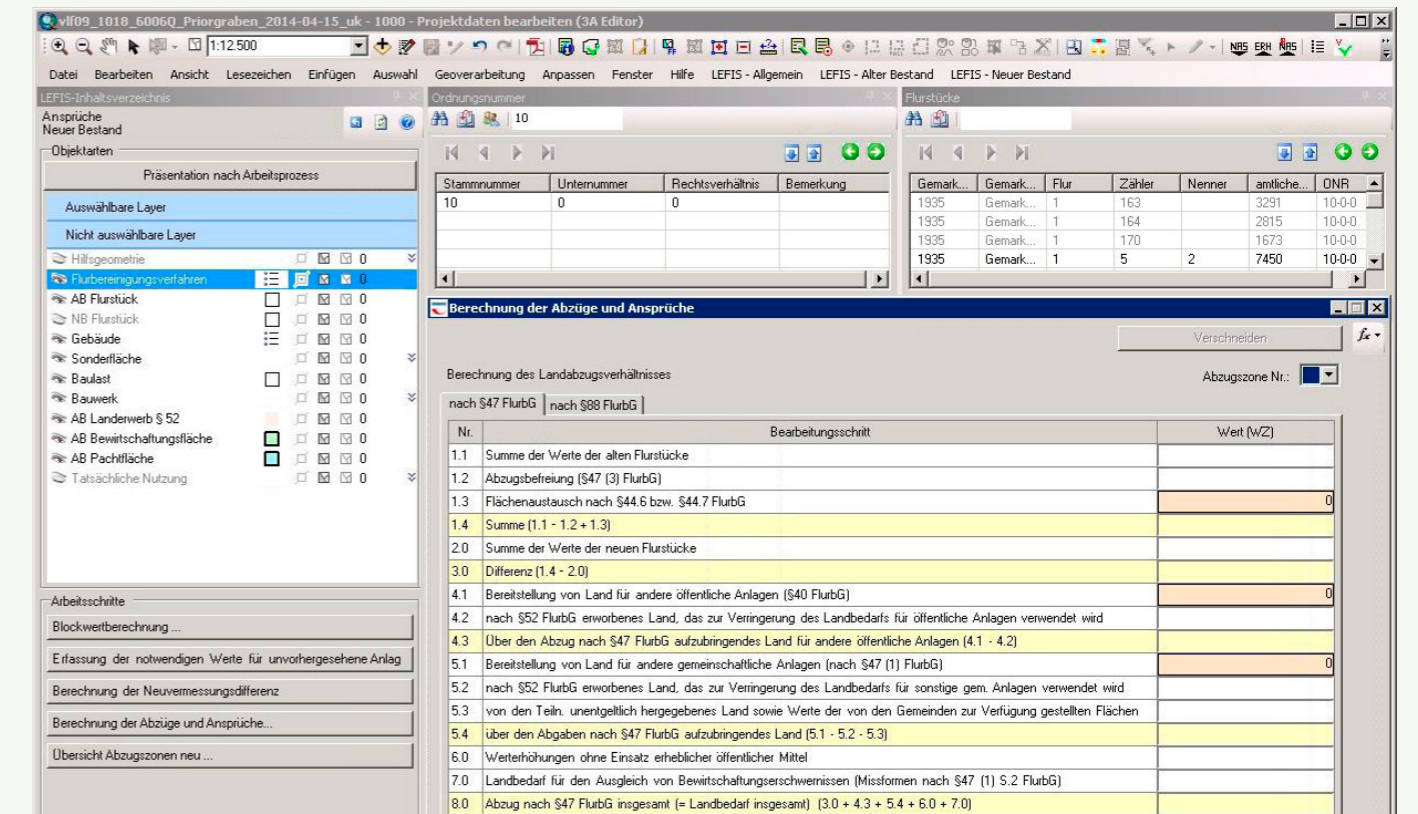 vlf09_1018_6006Q_Priorgraben_2014-04-15_uk - 1000 - Projektdaten bearbeiten (3A Editor)
1:12.500 NAS ERH NAS
Datei Bearbeiten Ansicht Lesezeichen Einfügen Auswahl Geoverarbeitung Anpassen Fenster Hilfe LEFIS - Allgemein LEFIS - Alter Bestand LEFIS - Neuer Bestand
LEFIS-Inhaltsverzeichnis
Ansprüche
Neuer Bestand
Objektarten
Präsentation nach Arbeitsprozess
Auswählbare Layer
Nicht auswählbare Layer
Hilfsgeometrie 0
Flurbereinigungsverfahren 0
AB Flurstück 0
NB Flurstück 0
Gebäude 0
Sonderfläche 0
Baulast 0
Bauwerk 0
AB Landerwerb § 52 0
AB Bewirtschaftungsfläche 0
AB Pachtfläche 0
Tatsächliche Nutzung 0
Arbeitsschritte
Blockwertberechnung ...
Erfassung der notwendigen Werte für unvorhergesehene Anlag
Berechnung der Neuvermessungsdifferenz
Berechnung der Abzüge und Ansprüche...
Übersicht Abzugszonen neu ...
Ordnungsnummer
10
Stammnummer Unternummer Rechtsverhältnis Bemerkung
10 0 0
Flurstücke
Gemark... Gemark... Flur Zähler Nenner amtliche... ONR
1935 Gemark... 1 163 3291 10-0-0
1935 Gemark... 1 164 2815 10-0-0
1935 Gemark... 1 170 1673 10-0-0
1935 Gemark... 1 5 2 7450 10-0-0
Berechnung der Abzüge und Ansprüche
Verschneiden
fx
Berechnung des Landabzugsverhältnisses
Abzugszone Nr.:
nach §47 FlurbG nach §88 FlurbG
Nr. Bearbeitungsschritt Wert (WZ)
1.1 Summe der Werte der alten Flurstücke
1.2 Abzugsbefreiung (§47 (3) FlurbG)
1.3 Flächenaustausch nach §44.6 bzw. §44.7 FlurbG 0
1.4 Summe (1.1 - 1.2 + 1.3)
2.0 Summe der Werte der neuen Flurstücke
3.0 Differenz (1.4 - 2.0)
4.1 Bereitstellung von Land für andere öffentliche Anlagen (§40 FlurbG) 0
4.2 nach §52 FlurbG erworbenes Land, das zur Verringerung des Landbedarfs für öffentliche Anlagen verwendet wird
4.3 Über den Abzug nach §47 FlurbG aufzubringendes Land für andere öffentliche Anlagen (4.1 - 4.2)
5.1 Bereitstellung von Land für andere gemeinschaftliche Anlagen (nach §47 (1) FlurbG) 0
5.2 nach §52 FlurbG erworbenes Land, das zur Verringerung des Landbedarfs für sonstige gem. Anlagen verwendet wird
5.3 von den Teiln. unentgeltlich hergegebenes Land sowie Werte der von den Gemeinden zur Verfügung gestellten Flächen
5.4 über den Abgaben nach §47 FlurbG aufzubringendes Land (5.1 - 5.2 - 5.3)
6.0 Werterhöhungen ohne Einsatz erheblicher öffentlicher Mittel
7.0 Landbedarf für den Ausgleich von Bewirtschaftungserschwernissen (Missformen nach §47 (1) S.2 FlurbG)
8.0 Abzug nach §47 FlurbG insgesamt (= Landbedarf insgesamt) (3.0 + 4.3 + 5.4 + 6.0 + 7.0)